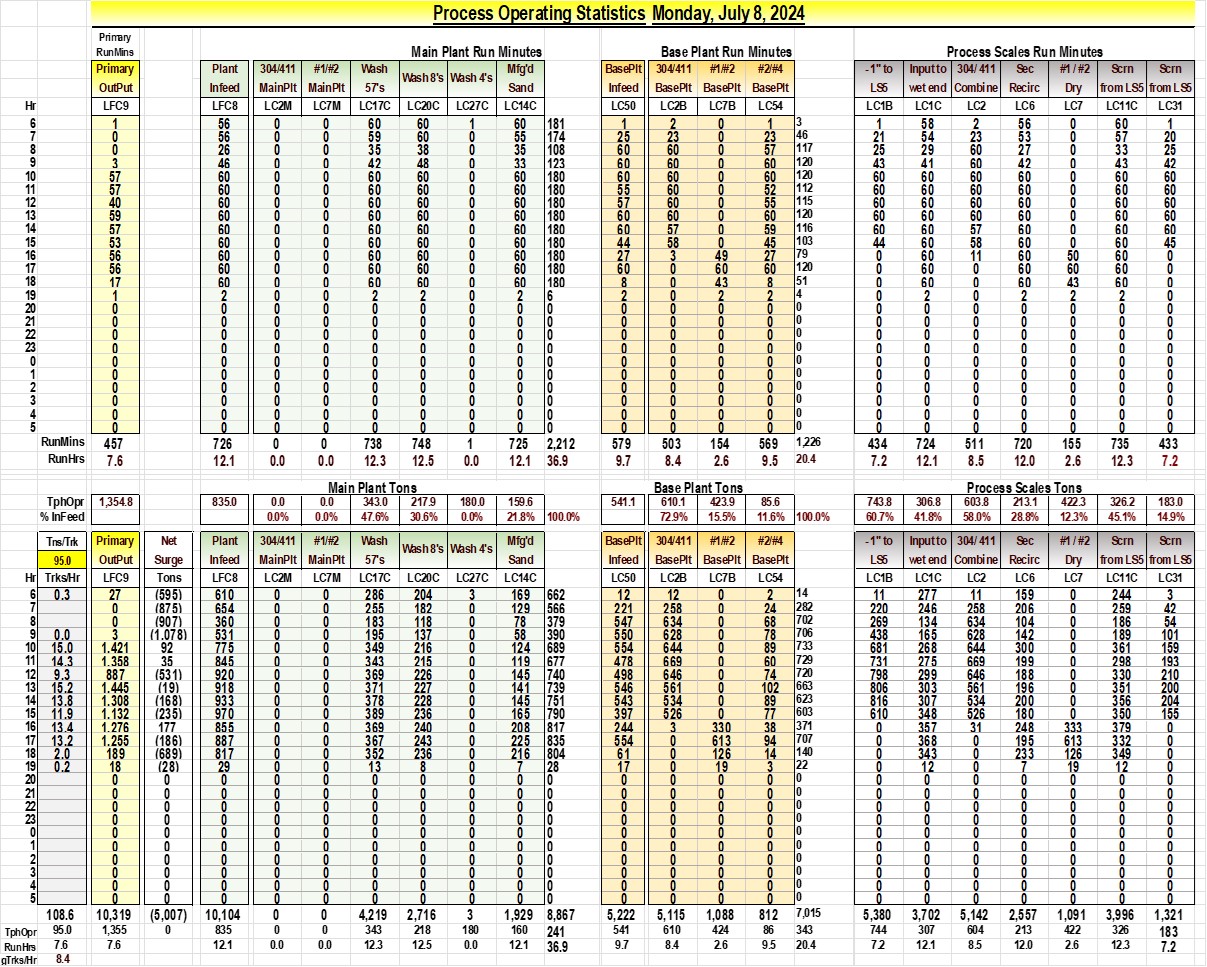 Process Operating Statistics Monday, July 8, 2024
Primary
RunMins Main Plant Run Minutes Base Plant Run Minutes Process Scales Run Minutes
Primary Plant 304/411 #1/#2 Wash Wash 8's Wash 4's Mfg'd BasePlt 304/411 #1/#2 #2/#4 -1" to Input to 304/ 411 Sec #1 / #2 Scrn Scrn
OutPut Infeed MainPlt MainPlt 57's Sand Infeed BasePlt BasePlt BasePlt LS5 wet end Combine Recirc Dry from LS5 from LS5
Hr LFC9 LFC8 LC2M LC7M LC17C LC20C LC27C LC14C LC50 LC2B LC7B LC54 LC1B LC1C LC2 LC6 LC7 LC11C LC31
6 1 56 0 0 60 60 1 60 181 1 2 0 1 3 1 58 2 56 0 60 1
7 0 56 0 0 59 60 0 55 174 25 23 0 23 46 21 54 23 53 0 57 20
8 0 26 0 0 35 38 0 35 108 60 60 0 57 117 25 29 60 27 0 33 25
9 3 46 0 0 42 48 0 33 123 60 60 0 60 120 43 41 60 42 0 43 42
10 57 60 0 0 60 60 0 60 180 60 60 0 60 120 60 60 60 60 0 60 60
11 57 60 0 0 60 60 0 60 180 55 60 0 52 112 60 60 60 60 0 60 60
12 40 60 0 0 60 60 0 60 180 57 60 0 55 115 60 60 60 60 0 60 60
13 59 60 0 0 60 60 0 60 180 60 60 0 60 120 60 60 60 60 0 60 60
14 57 60 0 0 60 60 0 60 180 60 57 0 59 116 60 60 57 60 0 60 60
15 53 60 0 0 60 60 0 60 180 44 58 0 45 103 44 60 58 60 0 60 45
16 56 60 0 0 60 60 0 60 180 27 3 49 27 79 0 60 11 60 50 60 0
17 56 60 0 0 60 60 0 60 180 60 0 60 60 120 0 60 0 60 60 60 0
18 17 60 0 0 60 60 0 60 180 8 0 43 8 51 0 60 0 60 43 60 0
19 1 2 0 0 2 2 0 2 6 2 0 2 2 4 0 2 0 2 2 2 0
20 0 0 0 0 0 0 0 0 0 0 0 0 0 0 0 0 0 0 0 0 0
21 0 0 0 0 0 0 0 0 0 0 0 0 0 0 0 0 0 0 0 0 0
22 0 0 0 0 0 0 0 0 0 0 0 0 0 0 0 0 0 0 0 0 0
23 0 0 0 0 0 0 0 0 0 0 0 0 0 0 0 0 0 0 0 0 0
0 0 0 0 0 0 0 0 0 0 0 0 0 0 0 0 0 0 0 0 0 0
1 0 0 0 0 0 0 0 0 0 0 0 0 0 0 0 0 0 0 0 0 0
2 0 0 0 0 0 0 0 0 0 0 0 0 0 0 0 0 0 0 0 0 0
3 0 0 0 0 0 0 0 0 0 0 0 0 0 0 0 0 0 0 0 0 0
4 0 0 0 0 0 0 0 0 0 0 0 0 0 0 0 0 0 0 0 0 0
5 0 0 0 0 0 0 0 0 0 0 0 0 0 0 0 0 0 0 0 0 0
RunMins 457 726 0 0 738 748 1 725 2,212 579 503 154 569 1,226 434 724 511 720 155 735 433
RunHrs 7.6 12.1 0.0 0.0 12.3 12.5 0.0 12.1 36.9 9.7 8.4 2.6 9.5 20.4 7.2 12.1 8.5 12.0 2.6 12.3 7.2
Main Plant Tons Base Plant Tons Process Scales Tons
TphOpr 1,354.8 835.0 0.0 0.0 343.0 217.9 180.0 159.6 541.1 610.1 423.9 85.6 743.8 306.8 603.8 213.1 422.3 326.2 183.0
% InFeed 0.0% 0.0% 47.6% 30.6% 0.0% 21.8% 100.0% 72.9% 15.5% 11.6% 100.0% 60.7% 41.8% 58.0% 28.8% 12.3% 45.1% 14.9%
Tns/Trk Primary Net Plant 304/411 #1/#2 Wash Wash 8's Wash 4's Mfg'd BasePlt 304/411 #1/#2 #2/#4 -1" to Input to 304/ 411 Sec #1 / #2 Scrn Scrn
95.0 OutPut Surge Infeed MainPlt MainPlt 57's Sand Infeed BasePlt BasePlt BasePlt LS5 wet end Combine Recirc Dry from LS5 from LS5
Hr Trks/Hr LFC9 Tons LFC8 LC2M LC7M LC17C LC20C LC27C LC14C LC50 LC2B LC7B LC54 LC1B LC1C LC2 LC6 LC7 LC11C LC31
6 0.3 27 (595) 610 0 0 286 204 3 169 662 12 12 0 2 14 11 277 11 159 0 244 3
7 0 (875) 654 0 0 255 182 0 129 566 221 258 0 24 282 220 246 258 206 0 259 42
8 0 (907) 360 0 0 183 118 0 78 379 547 634 0 68 702 269 134 634 104 0 186 54
9 0.0 3 (1,078) 531 0 0 195 137 0 58 390 550 628 0 78 706 438 165 628 142 0 189 101
10 15.0 1,421 92 775 0 0 349 216 0 124 689 554 644 0 89 733 681 268 644 300 0 361 159
11 14.3 1,358 35 845 0 0 343 215 0 119 677 478 669 0 60 729 731 275 669 199 0 298 193
12 9.3 887 (531) 920 0 0 369 226 0 145 740 498 646 0 74 720 798 299 646 188 0 330 210
13 15.2 1,445 (19) 918 0 0 371 227 0 141 739 546 561 0 102 663 806 303 561 196 0 351 200
14 13.8 1,308 (168) 933 0 0 378 228 0 145 751 543 534 0 89 623 816 307 534 200 0 356 204
15 11.9 1,132 (235) 970 0 0 389 236 0 165 790 397 526 0 77 603 610 348 526 180 0 350 155
16 13.4 1,276 177 855 0 0 369 240 0 208 817 244 3 330 38 371 0 357 31 248 333 379 0
17 13.2 1,255 (186) 887 0 0 367 243 0 225 835 554 0 613 94 707 0 368 0 195 613 332 0
18 2.0 189 (689) 817 0 0 352 236 0 216 804 61 0 126 14 140 0 343 0 233 126 349 0
19 0.2 18 (28) 29 0 0 13 8 0 7 28 17 0 19 3 22 0 12 0 7 19 12 0
20 0 0 0 0 0 0 0 0 0 0 0 0 0 0 0 0 0 0 0 0 0 0
21 0 0 0 0 0 0 0 0 0 0 0 0 0 0 0 0 0 0 0 0 0 0
22 0 0 0 0 0 0 0 0 0 0 0 0 0 0 0 0 0 0 0 0 0 0
23 0 0 0 0 0 0 0 0 0 0 0 0 0 0 0 0 0 0 0 0 0 0
0 0 0 0 0 0 0 0 0 0 0 0 0 0 0 0 0 0 0 0 0 0 0
1 0 0 0 0 0 0 0 0 0 0 0 0 0 0 0 0 0 0 0 0 0 0
2 0 0 0 0 0 0 0 0 0 0 0 0 0 0 0 0 0 0 0 0 0 0
3 0 0 0 0 0 0 0 0 0 0 0 0 0 0 0 0 0 0 0 0 0 0
4 0 0 0 0 0 0 0 0 0 0 0 0 0 0 0 0 0 0 0 0 0 0
5 0 0 0 0 0 0 0 0 0 0 0 0 0 0 0 0 0 0 0 0 0 0
108.6 10,319 (5,007) 10,104 0 0 4,219 2,716 3 1,929 8,867 5,222 5,115 1,088 812 7,015 5,380 3,702 5,142 2,557 1,091 3,996 1,321
TphOpr 95.0 1,355 0 835 0 0 343 218 180 160 241 541 610 424 86 343 744 307 604 213 422 326 183
RunHrs 7.6 7.6 12.1 0.0 0.0 12.3 12.5 0.0 12.1 36.9 9.7 8.4 2.6 9.5 20.4 7.2 12.1 8.5 12.0 2.6 12.3 7.2
gTrks/Hr 8.4